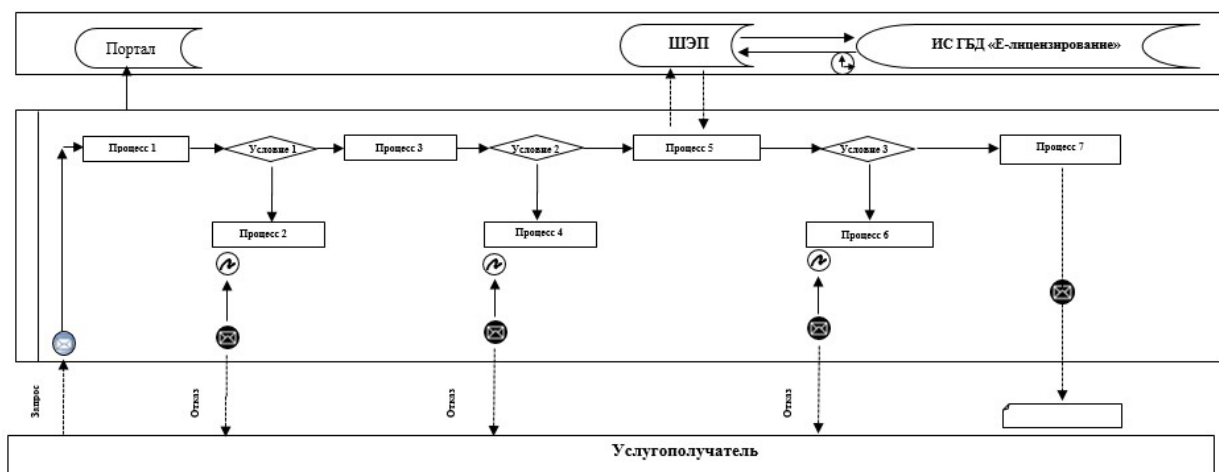 Портал
ШЭП
ИС ГБД «Е-лицензирование»
Процесс 1
Условие 1
Процесс 3
Условие 2
Процесс 5
Условие 3
Процесс 7
Процесс 2
Процесс 4
Процесс 6
Запрос
Отказ
Отказ
Отказ
Услугополучатель